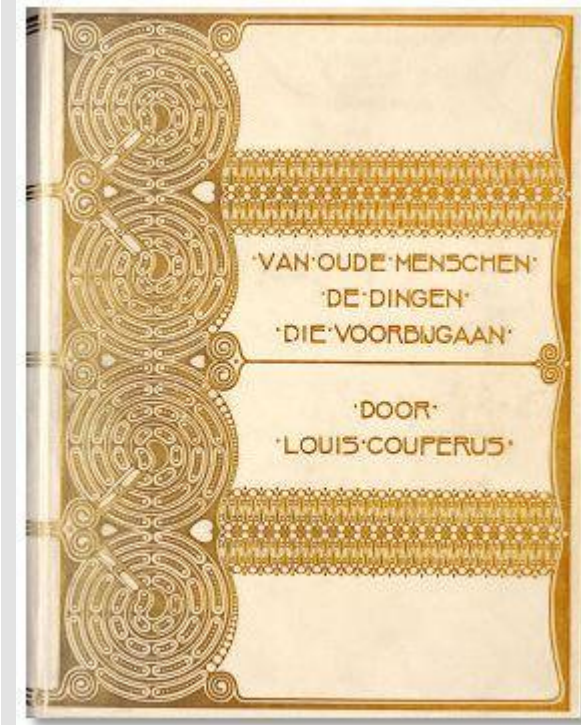 ·VAN·OUDE·MENSCHEN·
·DE·DINGEN·
·DIE·VOORBIJGAAN·
·DOOR·
·LOUIS·COUPERUS·